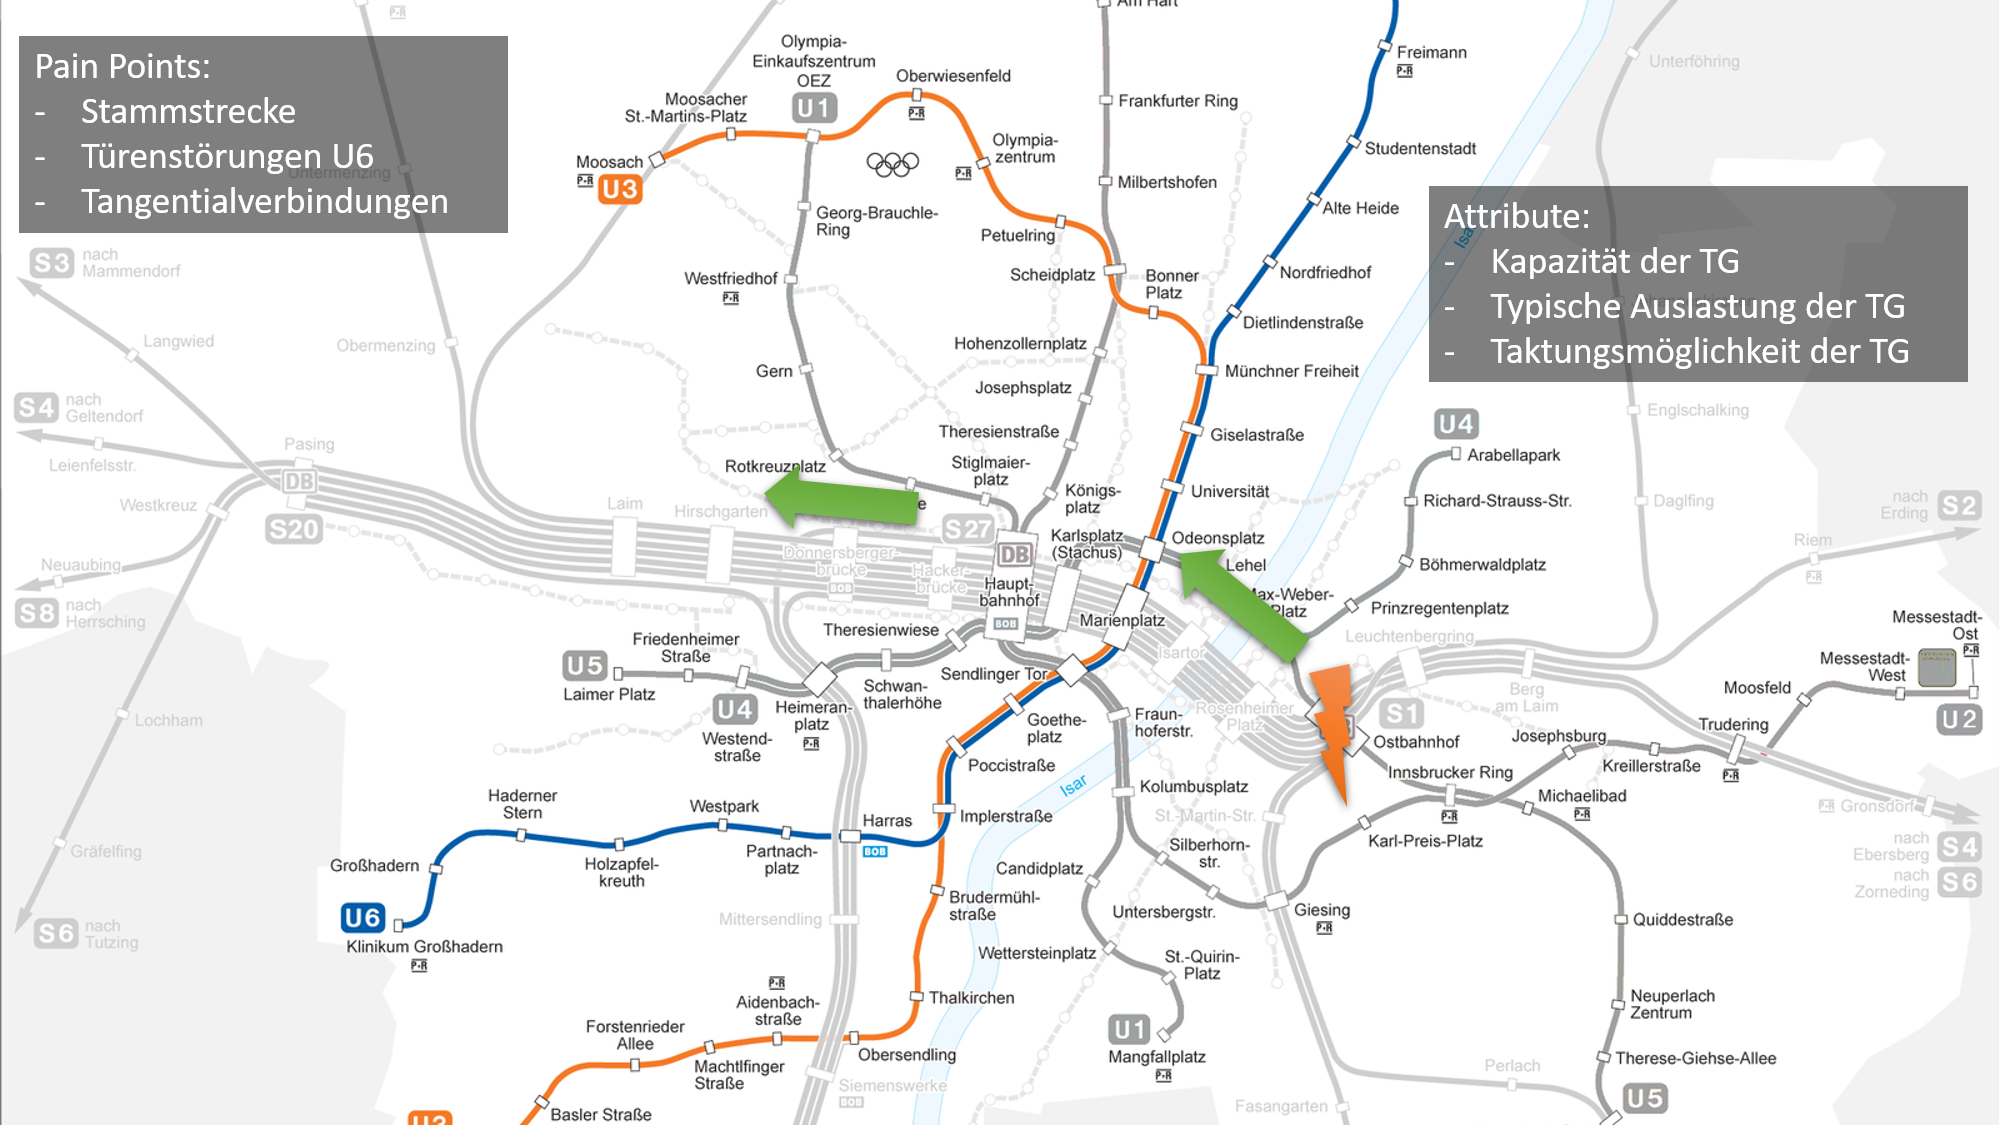 Pain Points:
- Stammstrecke
- Türenstörungen U6
- Tangentialverbindungen
Untermenzing
Attribute:
- Kapazität der TG
- Typische Auslastung der TG
- Taktungsmöglichkeit der TG
Am Hart
Freimann
P+R
Unterföhring
Olympia-
Einkaufszentrum
OEZ
U1
Oberwiesenfeld
P+R
Moosacher
St.-Martins-Platz
Frankfurter Ring
Olympia-
zentrum
P+R
Studentenstadt
Moosach
P+R
U3
Milbertshofen
Alte Heide
Georg-Brauchle-
Ring
Petuelring
Isar
S3 nach
Mammendorf
Westfriedhof
P+R
Scheidplatz
Bonner
Platz
Nordfriedhof
Dietlindenstraße
Langwied
Obermenzing
Hohenzollernplatz
Gern
Münchner Freiheit
Josephsplatz
S4 nach
Geltendorf
Englschalking
U4
Pasing
Theresienstraße
Giselastraße
Arabellapark
Leienfelsstr.
Rotkreuzplatz
Stiglmaier-
platz
DB
Königs-
platz
Universität
Richard-Strauss-Str.
Daglfing
nach
Erding S2
Westkreuz
Laim
Hirschgarten
e
S20
S27
Karlsplatz
(Stachus)
Odeonsplatz
Riem
P+R
Neuaubing
Donnersberger-
brücke
BOB
Hacker-
brücke
DB
Haupt-
bahnhof
BOB
Lehel
Böhmerwaldplatz
S8 nach
Herrsching
Max-Weber-
Platz
Prinzregentenplatz
Messestadt-
Ost
P+R
Friedenheimer
Straße
Theresienwiese
Marienplatz
Leuchtenbergring
Isartor
U5
Laimer Platz
Sendlinger Tor
Messestadt-
West
Schwan-
thalerhöhe
Moosfeld
Berg
am Laim
U4
Westend-
straße
Heimeran-
platz
P+R
Goethe-
platz
Fraun-
hoferstr.
Rosenheimer
Platz
S1
U2
Lochham
Trudering
P+R
Ostbahnhof
Josephsburg
Poccistraße
Innsbrucker Ring
P+R
Kreillerstraße
Isar
Kolumbusplatz
Michaelibad
P+R
Haderner
Stern
Westpark
Harras
BOB
Implerstraße
St.-Martin-Str.
P+R Gronsdorf
Karl-Preis-Platz
Gräfelfing
Großhadern
Holzapfel-
kreuth
Partnach-
platz
Silberhorn-
str.
nach
Ebersberg S4
Candidplatz
nach
Zorneding S6
Brudermühl-
straße
Untersbergstr.
Giesing
P+R
Quiddestraße
U6
Klinikum Großhadern
P+R
Mittersendling
S6 nach
Tutzing
Wettersteinplatz
St.-Quirin-
Platz
P+R
Aidenbach-
straße
Thalkirchen
Neuperlach
Zentrum
Forstenrieder
Allee
U1
Mangfallplatz
P+R
Obersendling
Therese-Giehse-Allee
Machtlfinger
Straße
Perlach
Siemenswerke
BOB
U5
Basler Straße
Fasangarten